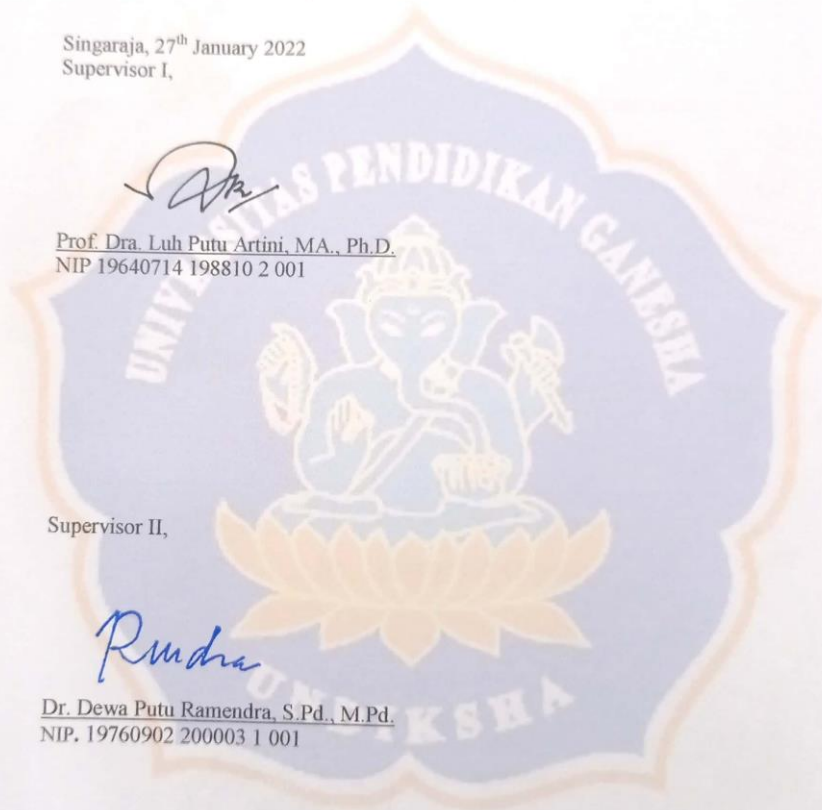 Singaraja, 27th January 2022
Supervisor I,
UNIVERSITAS PENDIDIKAN GANESHA
Prof. Dra. Luh Putu Artini, MA., Ph.D.
NIP 19640714 198810 2 001
Supervisor II,
Dr. Dewa Putu Ramendra, S.Pd., M.Pd.
NIP. 19760902 200003 1 001
UNDIKSHA